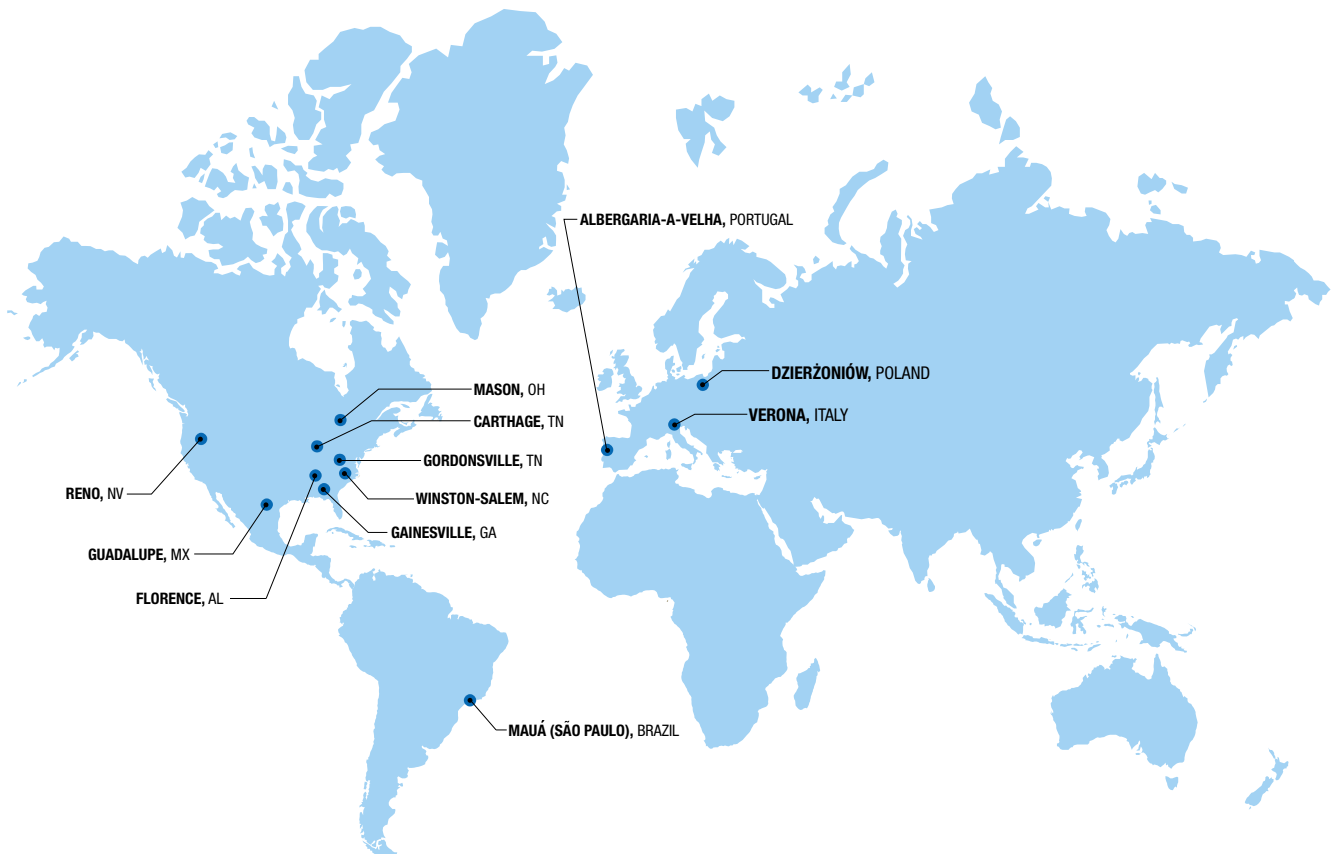 ALBERGARIA-A-VELHA, PORTUGAL
DZIERŻONIÓW, POLAND
MASON, OH
VERONA, ITALY
CARTHAGE, TN
GORDONSVILLE, TN
RENO, NV
WINSTON-SALEM, NC
GAINESVILLE, GA
GUADALUPE, MX
FLORENCE, AL
MAUÁ (SÃO PAULO), BRAZIL